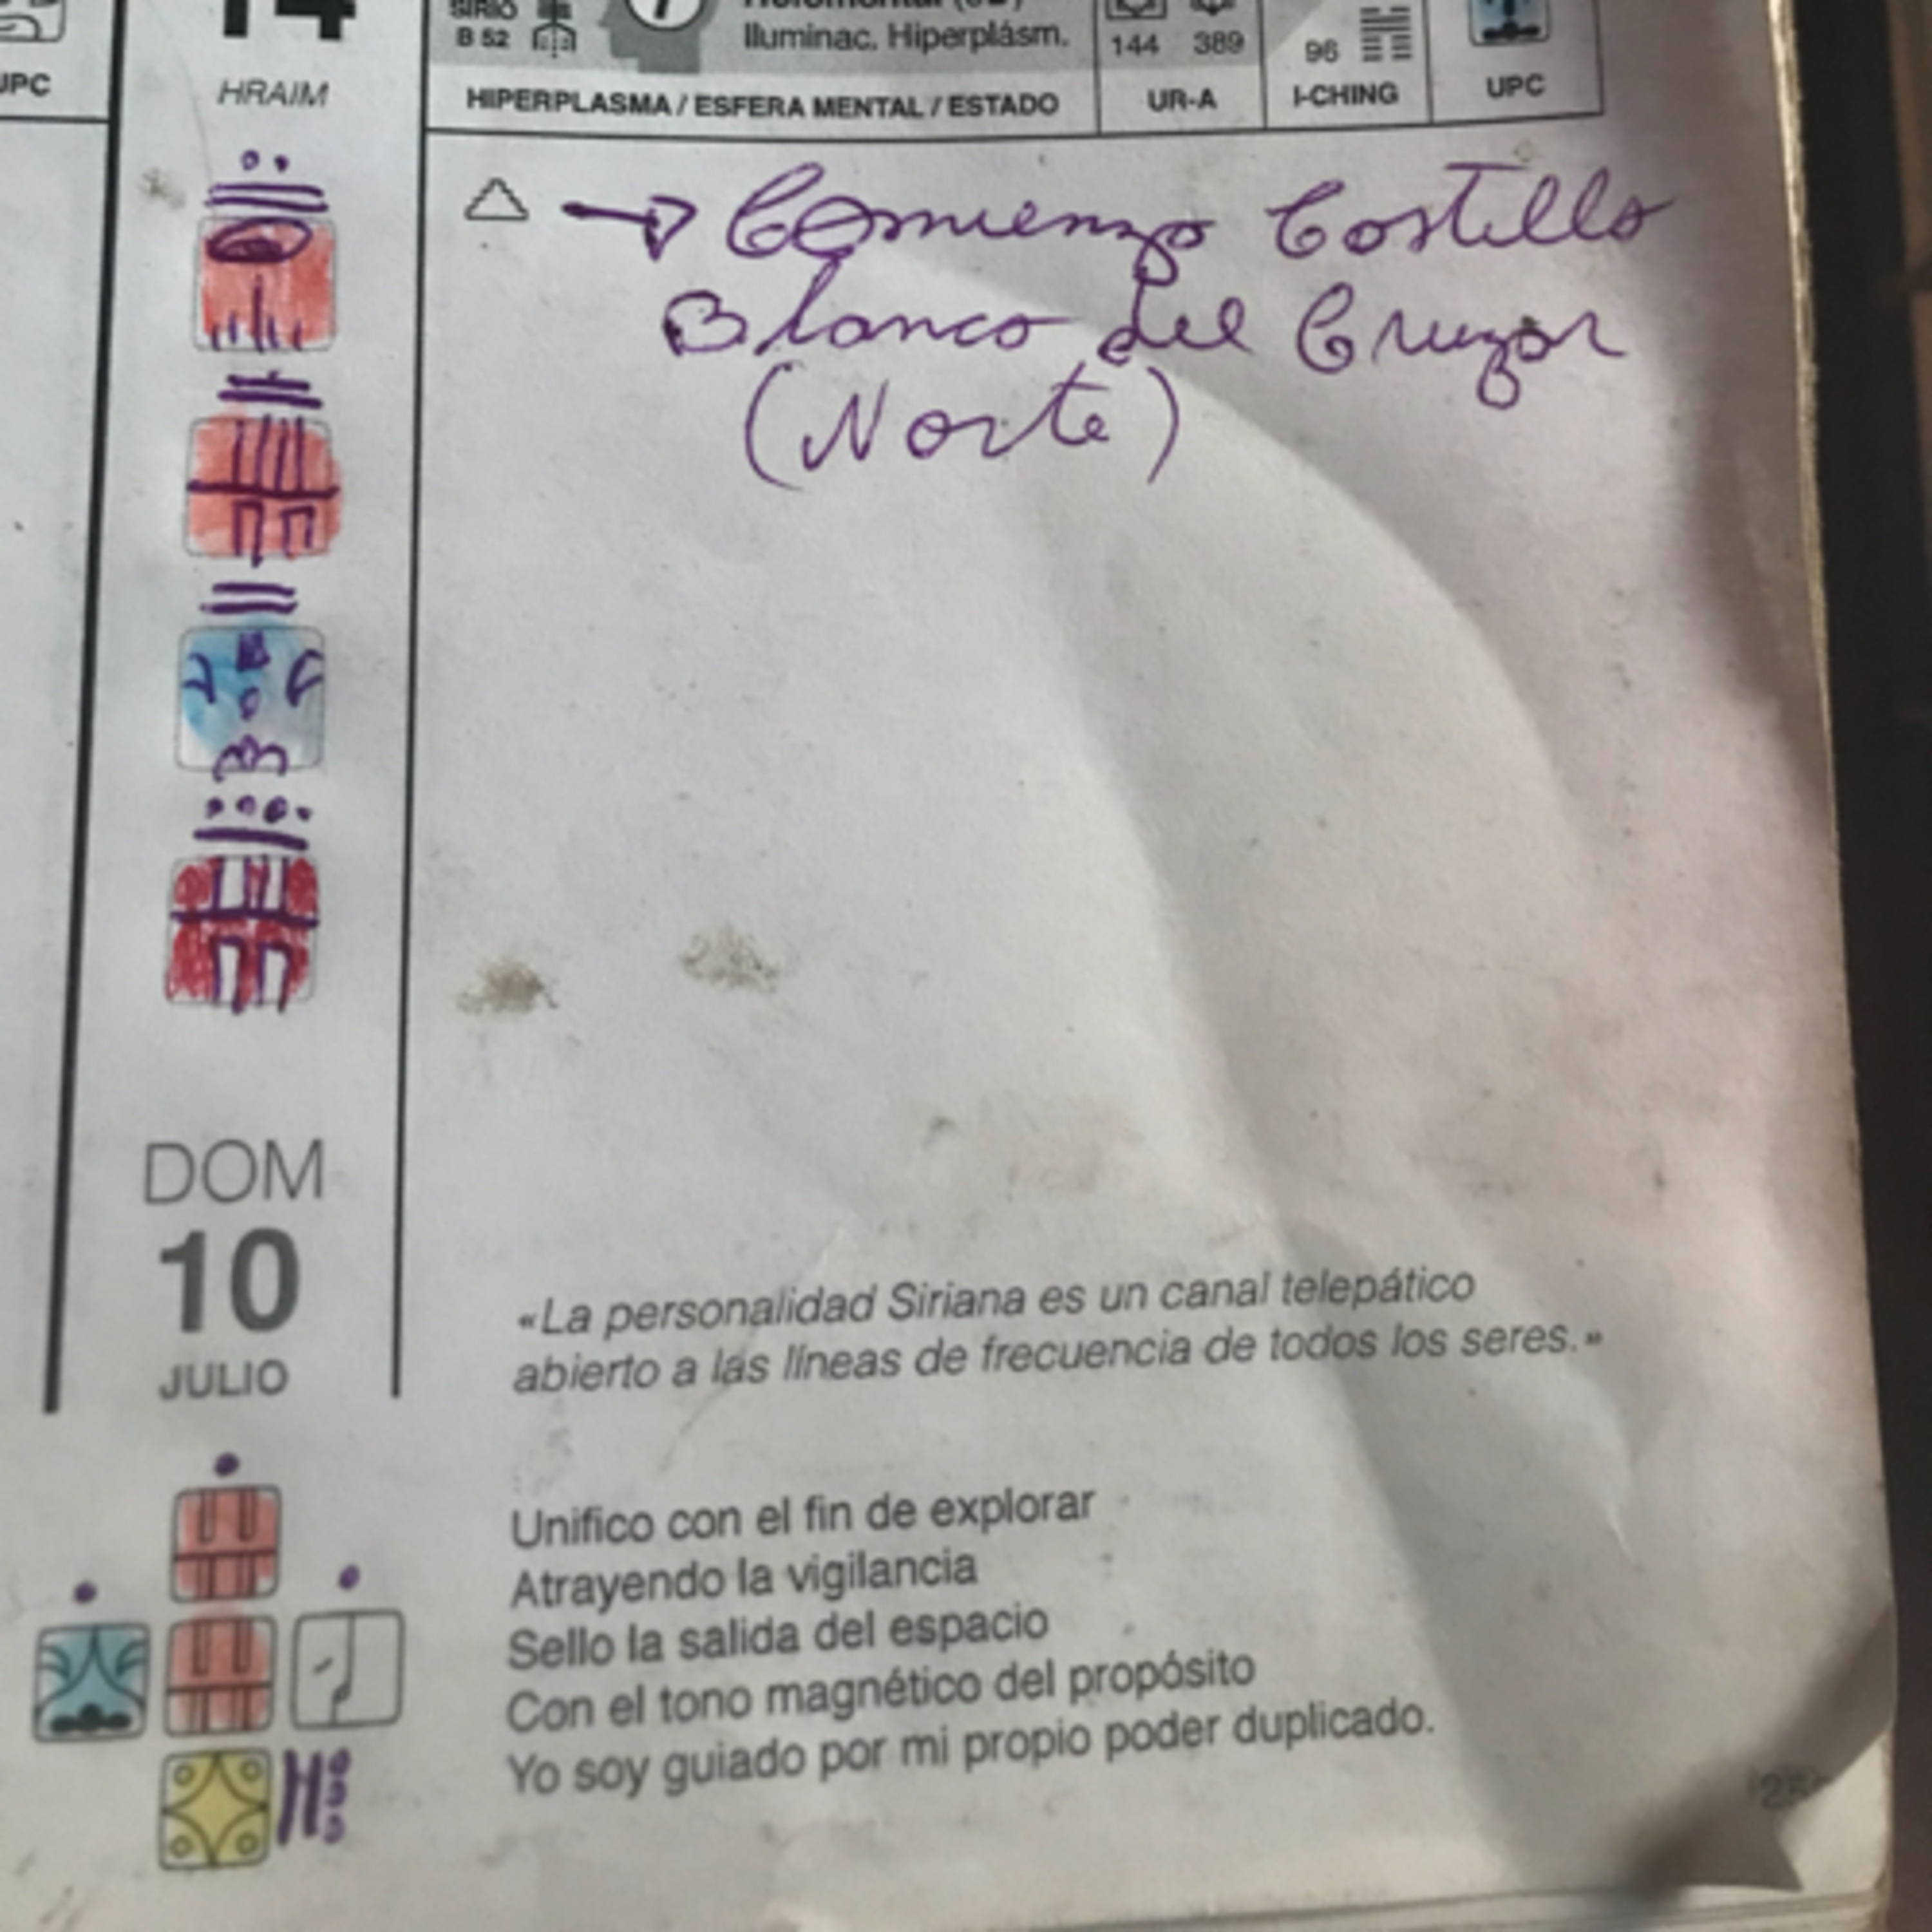 14
HRAIM
SIRIO
B 52
7
Iluminac. Hiperplásm.
144 389
96
UPC
HIPERPLASMA / ESFERA MENTAL / ESTADO
UR-A
I-CHING
UPC
Comienzo Castillo
Blanco del Cruzar
(Norte)
DOM
10
JULIO
«La personalidad Siriana es un canal telepático
abierto a las líneas de frecuencia de todos los seres.»
Unifico con el fin de explorar
Atrayendo la vigilancia
Sello la salida del espacio
Con el tono magnético del propósito
Yo soy guiado por mi propio poder duplicado.